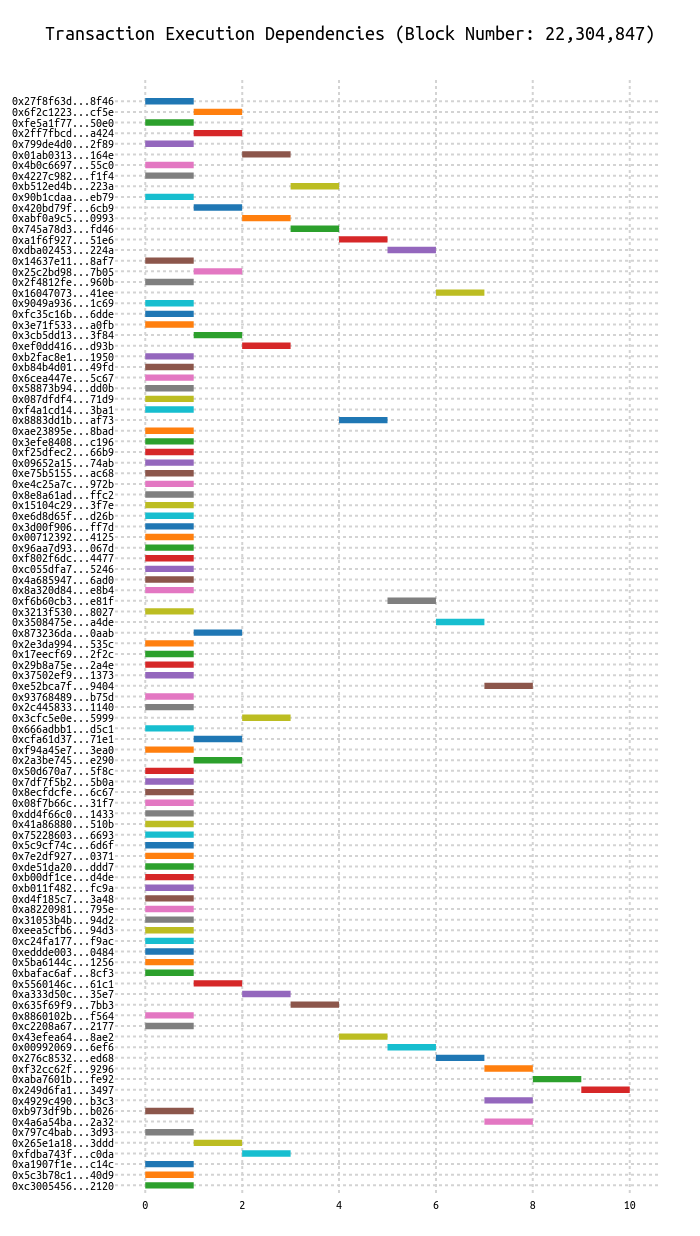 Transaction Execution Dependencies (Block Number: 22,304,847)
0x27f8f63d...8f46
0x6f2c1223...cf5e
0xfe5a1f77...50e0
0x2ff7fbcd...a424
0x799de4d0...2f89
0x01ab0313...164e
0x4b0c6697...55c0
0x4227c982...f1f4
0xb512ed4b...223a
0x90b1cdaa...eb79
0x420bd79f...6cb9
0xabf0a9c5...0993
0x745a78d3...fd46
0xa1f6f927...51e6
0xdba02453...224a
0x14637e11...8af7
0x25c2bd98...7b05
0x2f4812fe...960b
0x16047073...41ee
0x9049a936...1c69
0xfc35c16b...6dde
0x3e71f533...a0fb
0x3cb5dd13...3f84
0xef0dd416...d93b
0xb2fac8e1...1950
0xb84b4d01...49fd
0x6cea447e...5c67
0x58873b94...dd0b
0x087dfdf4...71d9
0xf4a1cd14...3ba1
0x8883dd1b...af73
0xae23895e...8bad
0x3efe8408...c196
0xf25dfec2...66b9
0x09652a15...74ab
0xe75b5155...ac68
0xe4c25a7c...972b
0x8e8a61ad...ffc2
0x15104c29...3f7e
0xe6d8d65f...d26b
0x3d00f906...ff7d
0x00712392...4125
0x96aa7d93...067d
0xf802f6dc...4477
0xc055dfa7...5246
0x4a685947...6ad0
0x8a320d84...e8b4
0xf6b60cb3...e81f
0x3213f530...8027
0x3508475e...a4de
0x873236da...0aab
0x2e3da994...535c
0x17eecf69...2f2c
0x29b8a75e...2a4e
0x37502ef9...1373
0xe52bca7f...9404
0x93768489...b75d
0x2c445833...1140
0x3cfc5e0e...5999
0x666adbb1...d5c1
0xcfa61d37...71e1
0xf94a45e7...3ea0
0x2a3be745...e290
0x50d670a7...5f8c
0x7df7f5b2...5b0a
0x8ecfdcfe...6c67
0x08f7b66c...31f7
0xdd4f66c0...1433
0x41a86880...510b
0x75228603...6693
0x5c9cf74c...6d6f
0x7e2df927...0371
0xde51da20...ddd7
0xb00df1ce...d4de
0xb011f482...fc9a
0xd4f185c7...3a48
0xa8220981...795e
0x31053b4b...94d2
0xeea5cfb6...94d3
0xc24fa177...f9ac
0xeddde003...0484
0x5ba6144c...1256
0xbafac6af...8cf3
0x5560146c...61c1
0xa333d50c...35e7
0x635f69f9...7bb3
0x8860102b...f564
0xc2208a67...2177
0x43efea64...8ae2
0x00992069...6ef6
0x276c8532...ed68
0xf32cc62f...9296
0xaba7601b...fe92
0x249d6fa1...3497
0x4929c490...b3c3
0xb973df9b...b026
0x4a6a54ba...2a32
0x797c4bab...3d93
0x265e1a18...3ddd
0xfdba743f...c0da
0xa1907f1e...c14c
0x5c3b78c1...40d9
0xc3005456...2120
0 2 4 6 8 10